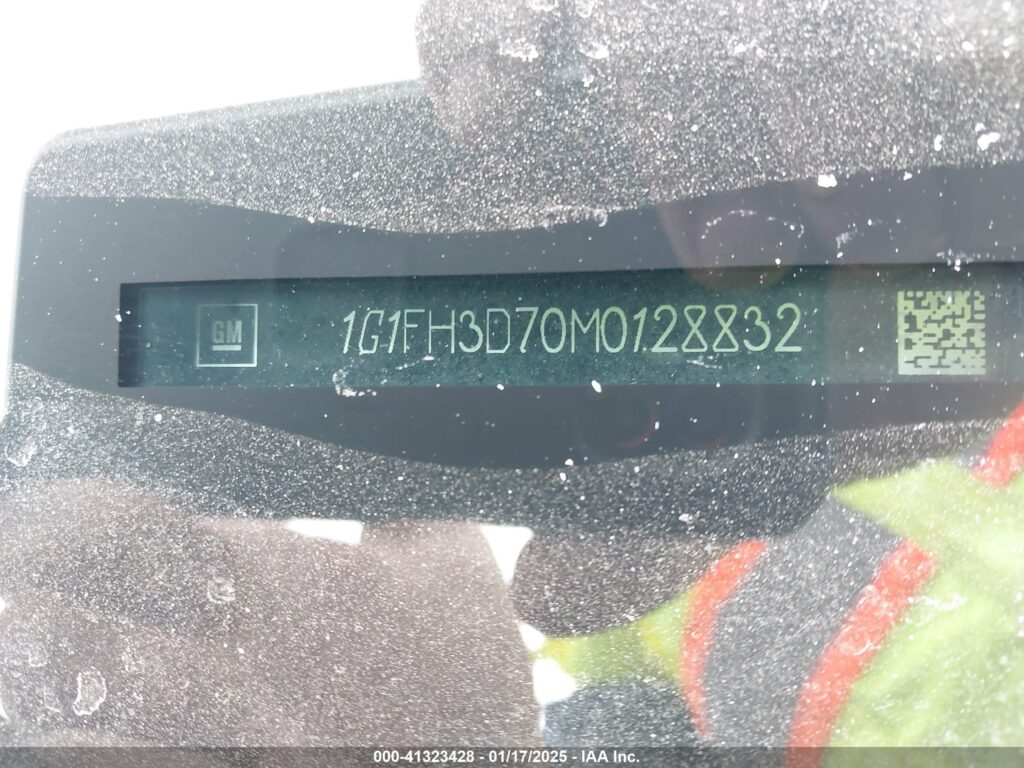 GM
1G1FH3D70M0128832
000-41323428 - 01/17/2025 - IAA Inc.